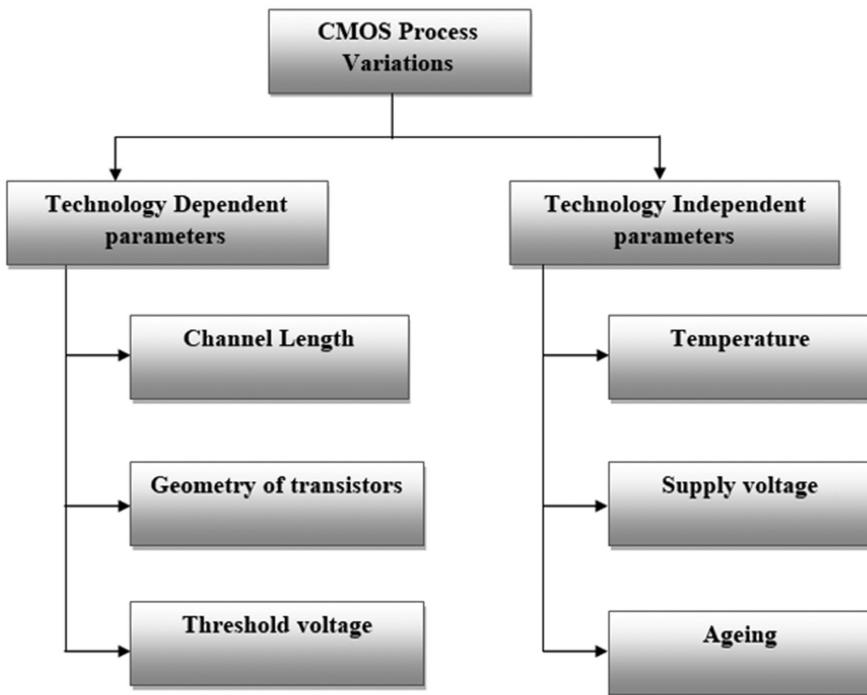 CMOS Process
Variations
Technology Dependent
parameters
Technology Independent
parameters
Channel Length
Temperature
Geometry of transistors
Supply voltage
Threshold voltage
Ageing